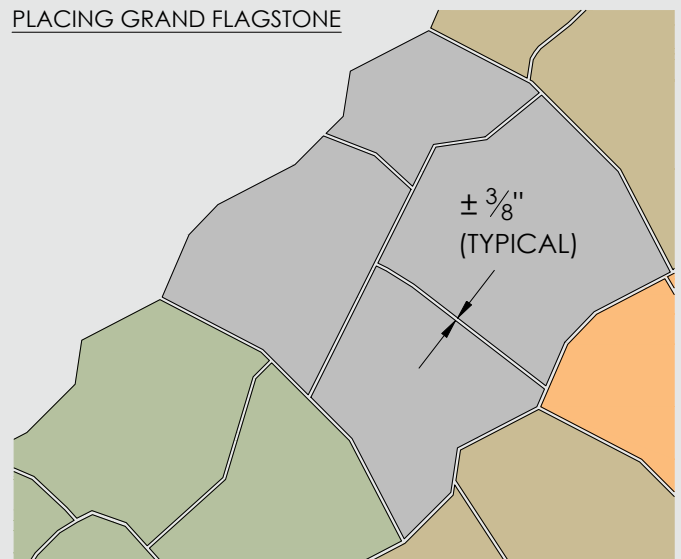 PLACING GRAND FLAGSTONE
± 3/8"
(TYPICAL)